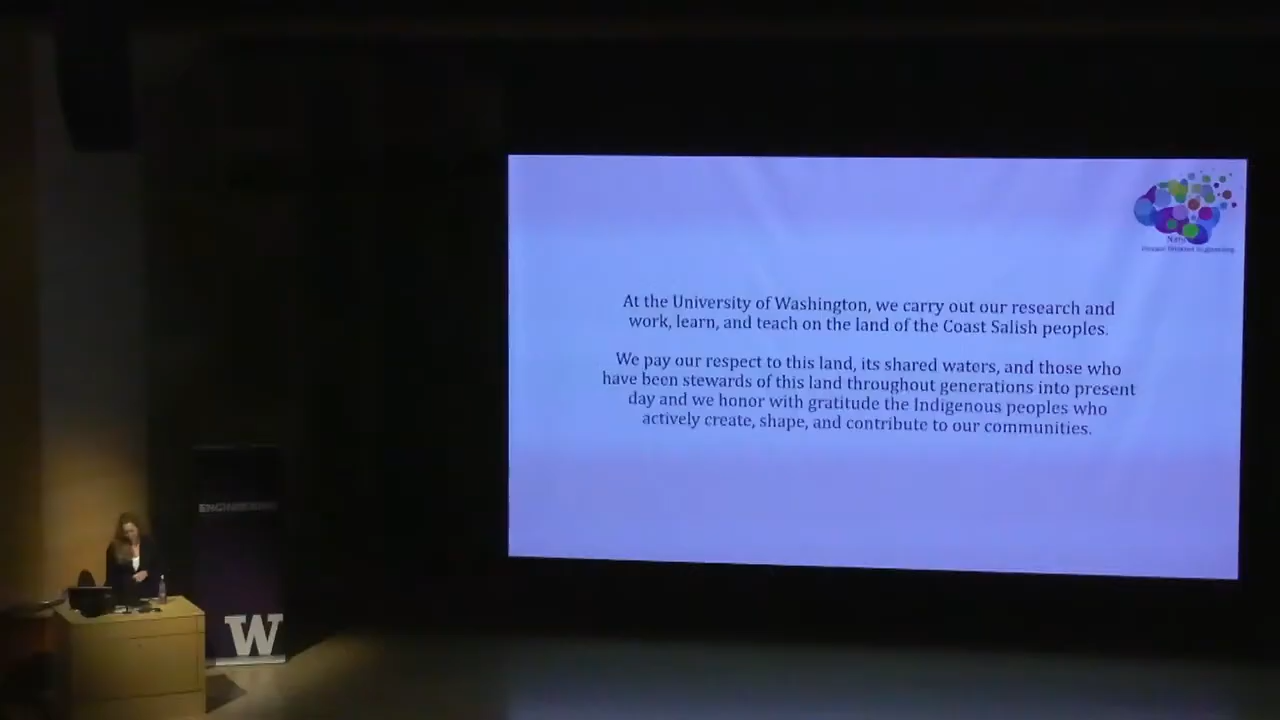 At the University of Washington, we carry out our research and
work, learn, and teach on the land of the Coast Salish peoples.
We pay our respect to this land, its shared waters, and those who
have been stewards of this land throughout generations into present
day and we honor with gratitude the Indigenous peoples who
actively create, shape, and contribute to our communities.
ENGINEERING
W